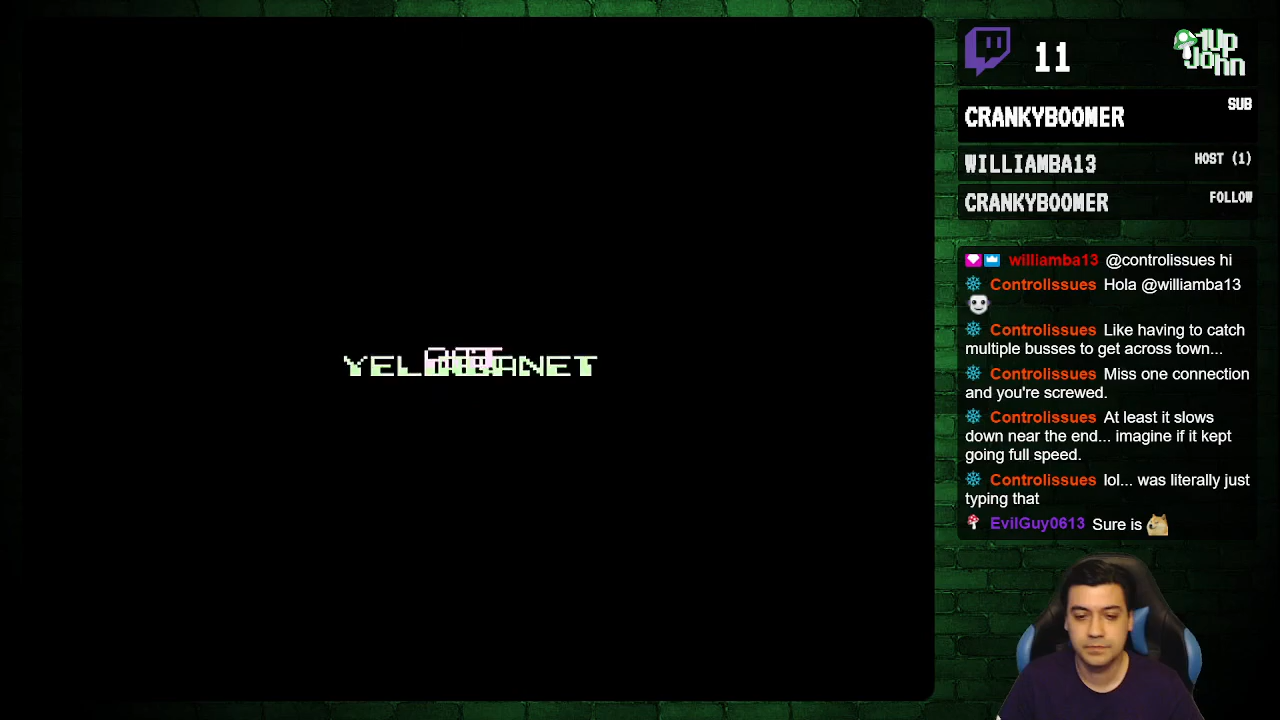 11
1Up
John
CRANKYBOOMER SUB
WILLIAMBA13 HOST (1)
CRANKYBOOMER FOLLOW
williamba13 @controlissues hi
ControlIssues Hola @williamba13
ControlIssues Like having to catch
multiple busses to get across town...
ControlIssues Miss one connection
and you're screwed.
ControlIssues At least it slows
down near the end... imagine if it kept
going full speed.
ControlIssues lol... was literally just
typing that
EvilGuy0613 Sure is